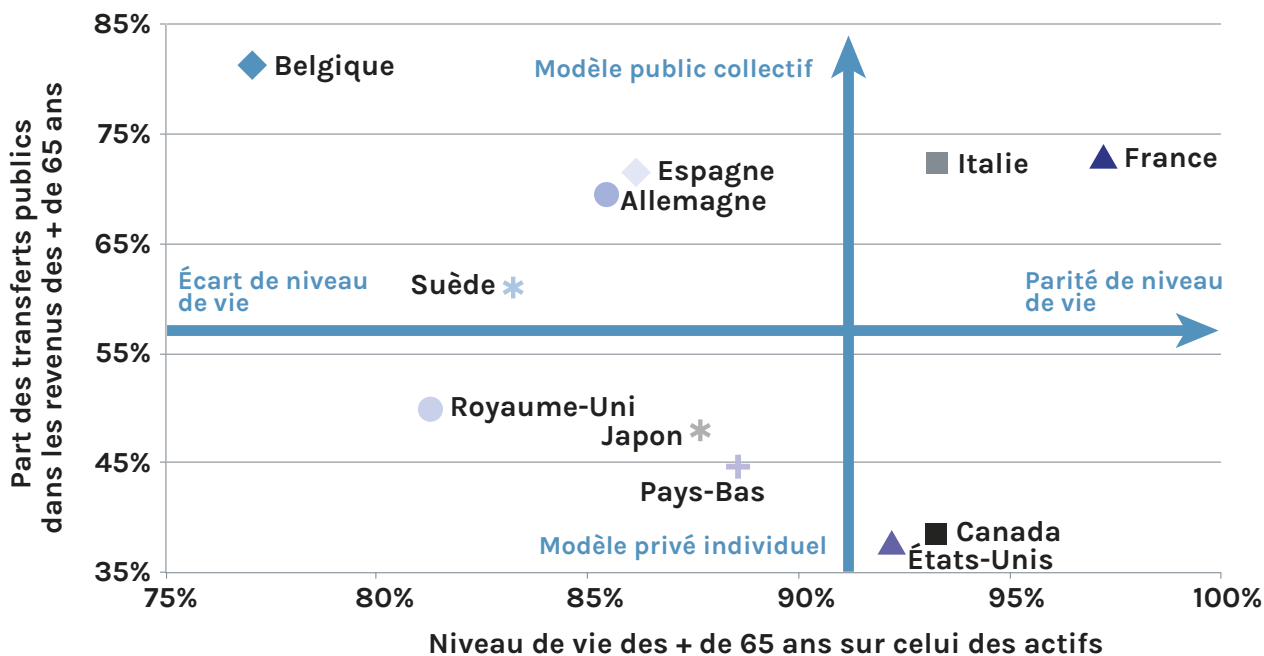 Part des transferts publics
dans les revenus des + de 65 ans
85%
75%
65%
55%
45%
35%
Belgique
Modèle public collectif
Espagne
Allemagne
Italie
France
Écart de niveau
de vie
Suède
Parité de niveau
de vie
Royaume-Uni
Japon
Pays-Bas
Modèle privé individuel
Canada
États-Unis
75%
80%
85%
90%
95%
100%
Niveau de vie des + de 65 ans sur celui des actifs